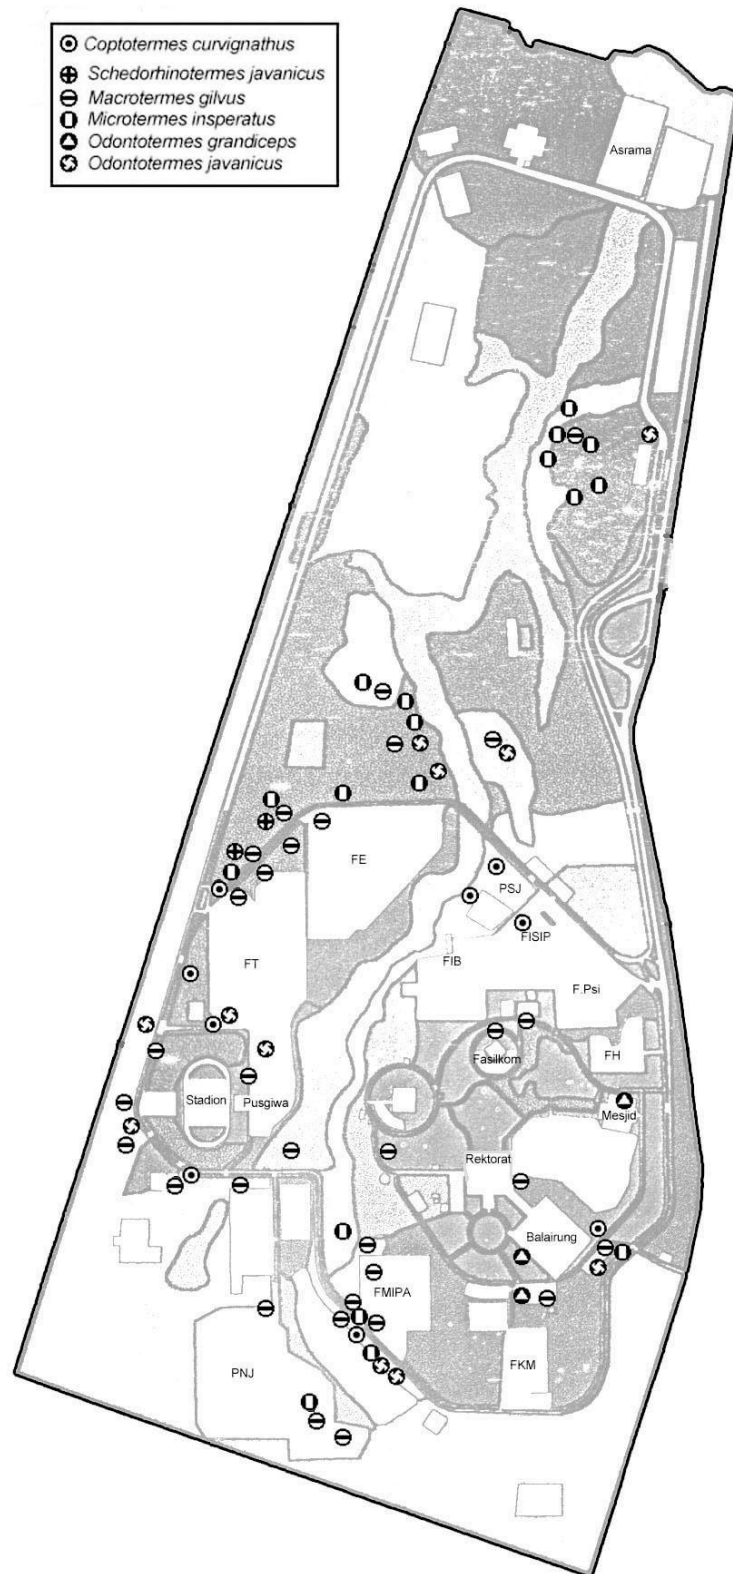 Coptotermes curvignathus
Schedorhinotermes javanicus
Macrotermes gilvus
Microtermes insperatus
Odontotermes grandiceps
Odontotermes javanicus
Asrama
FE
PSJ
FISIP
FIB
FT
F.Psi
Fasilkom
FH
Stadion
Pusgiwa
Mesjid
Rektorat
Balairung
FMIPA
FKM
PNJ